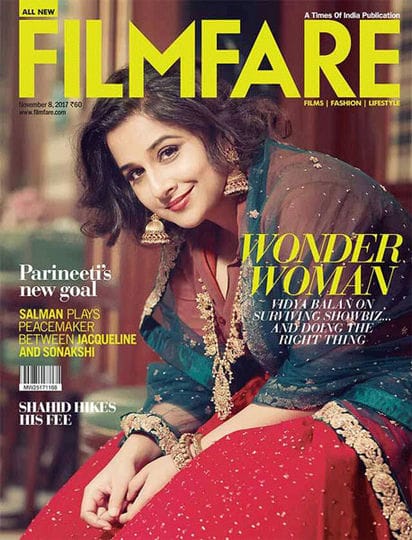 ALL NEW
A Times Of India Publication
FILMFARE
November 8, 2017 ₹60
www.filmfare.com
FILMS | FASHION | LIFESTYLE
WONDER
WOMAN
VIDYA BALAN ON
SURVIVING SHOWBIZ...
AND DOING THE
RIGHT THING
Parineeti's
new goal
SALMAN PLAYS
PEACEMAKER
BETWEEN JACQUELINE
AND SONAKSHI
MW25171108
SHAHID HIKES
HIS FEE